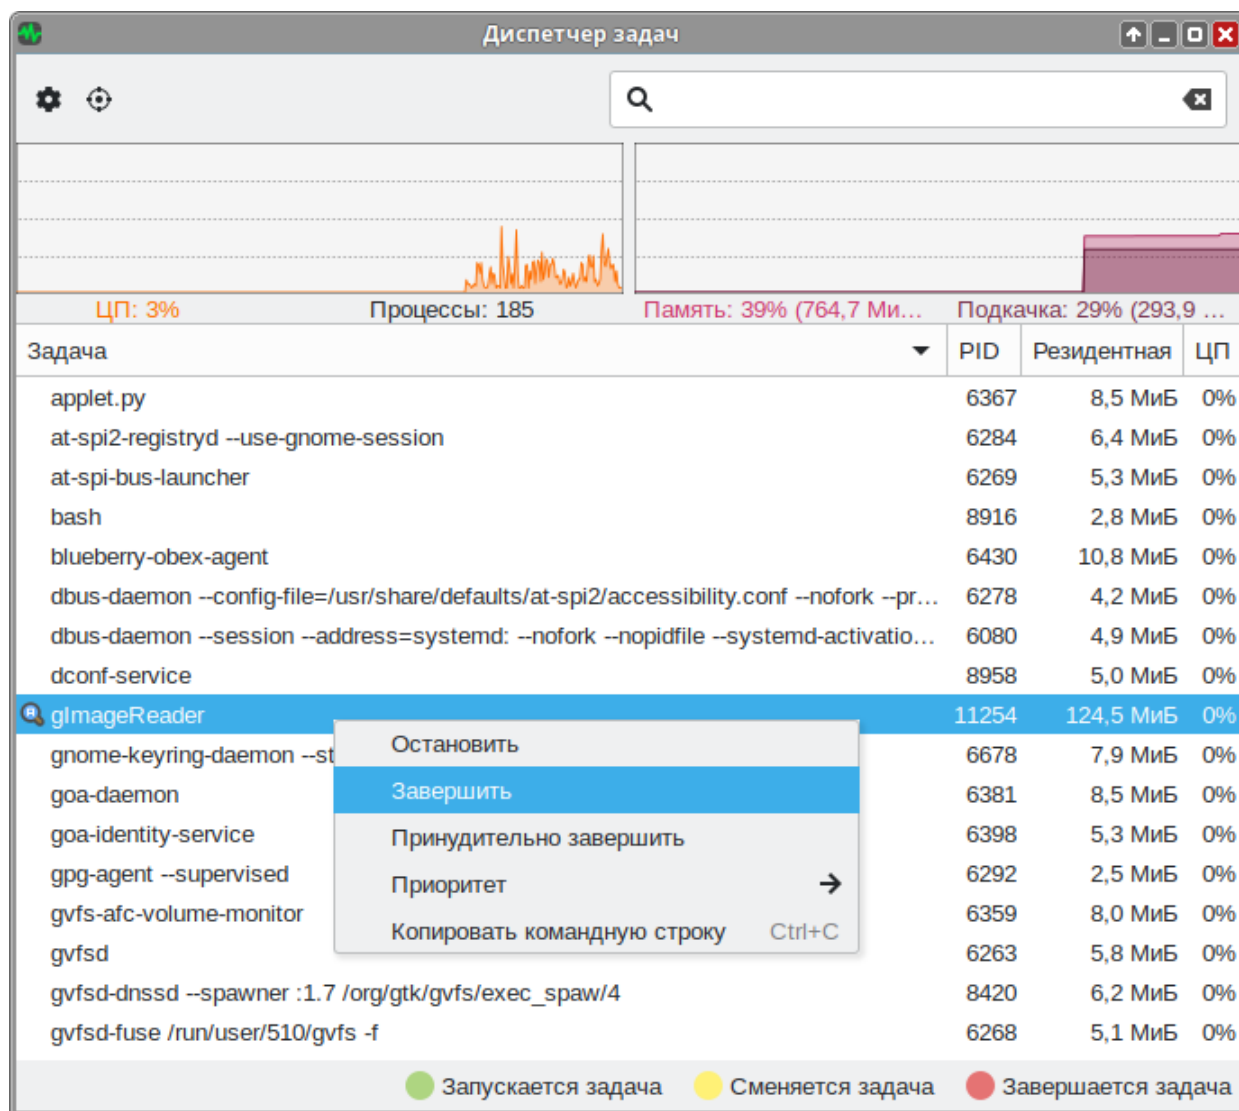 Диспетчер задач
ЦП: 3% Процессы: 185 Память: 39% (764,7 Ми... Подкачка: 29% (293,9 ...
Задача PID Резидентная ЦП
applet.py 6367 8,5 МиБ 0%
at-spi2-registryd --use-gnome-session 6284 6,4 МиБ 0%
at-spi-bus-launcher 6269 5,3 МиБ 0%
bash 8916 2,8 МиБ 0%
blueberry-obex-agent 6430 10,8 МиБ 0%
dbus-daemon --config-file=/usr/share/defaults/at-spi2/accessibility.conf --nofork --pr... 6278 4,2 МиБ 0%
dbus-daemon --session --address=systemd: --nofork --nopidfile --systemd-activatio... 6080 4,9 МиБ 0%
dconf-service 8958 5,0 МиБ 0%
gImageReader 11254 124,5 МиБ 0%
Остановить
gnome-keyring-daemon --st 6678 7,9 МиБ 0%
Завершить
goa-daemon 6381 8,5 МиБ 0%
goa-identity-service 6398 5,3 МиБ 0%
Принудительно завершить
gpg-agent --supervised 6292 2,5 МиБ 0%
Приоритет
gvfs-afc-volume-monitor 6359 8,0 МиБ 0%
Копировать командную строку Ctrl+C
gvfsd 6263 5,8 МиБ 0%
gvfsd-dnssd --spawner :1.7 /org/gtk/gvfs/exec_spaw/4 8420 6,2 МиБ 0%
gvfsd-fuse /run/user/510/gvfs -f 6268 5,1 МиБ 0%
Запускается задача Сменяется задача Завершается задача